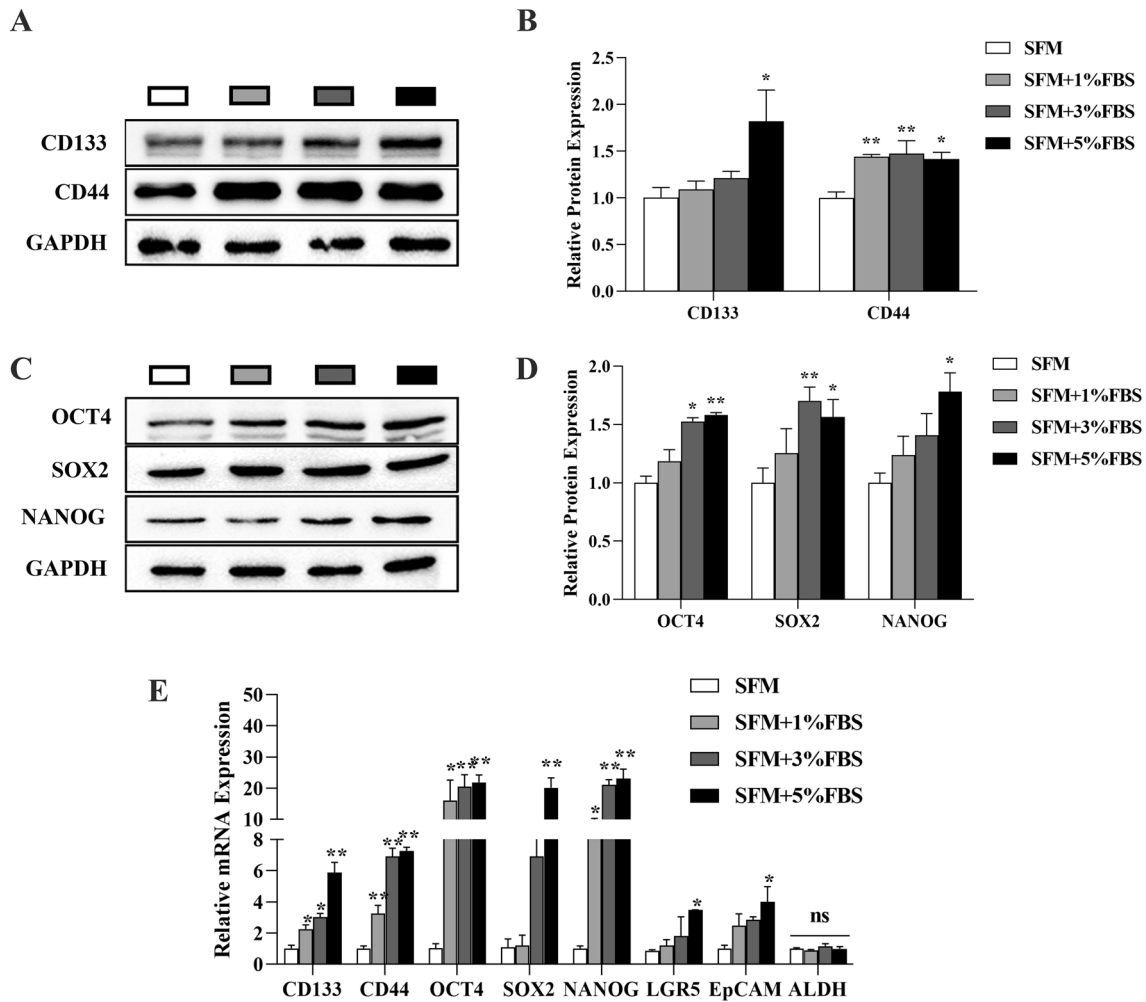 A
CD133
CD44
GAPDH
B
Relative Protein Expression
2.5
2.0
1.5
1.0
0.5
0.0
*
** ** *
CD133 CD44
SFM
SFM+1%FBS
SFM+3%FBS
SFM+5%FBS
C
OCT4
SOX2
NANOG
GAPDH
D
Relative Protein Expression
2.0
1.5
1.0
0.5
0.0
* **
** *
*
OCT4 SOX2 NANOG
SFM
SFM+1%FBS
SFM+3%FBS
SFM+5%FBS
E
Relative mRNA Expression
50
40
30
20
10
8
6
4
2
0
* * **
** ** **
* ** **
**
* ** **
*
*
ns
CD133 CD44 OCT4 SOX2 NANOG LGR5 EpCAM ALDH
SFM
SFM+1%FBS
SFM+3%FBS
SFM+5%FBS